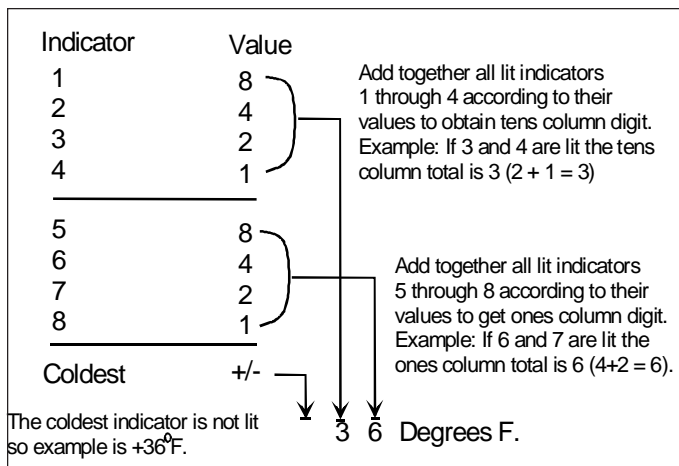 Indicator Value
1 8
2 4
3 2
4 1
Add together all lit indicators
1 through 4 according to their
values to obtain tens column digit.
Example: If 3 and 4 are lit the tens
column total is 3 (2 + 1 = 3)
5 8
6 4
7 2
8 1
Add together all lit indicators
5 through 8 according to their
values to get ones column digit.
Example: If 6 and 7 are lit the
ones column total is 6 (4+2 = 6).
Coldest +/-
The coldest indicator is not lit
so example is +36°F.
3 6 Degrees F.